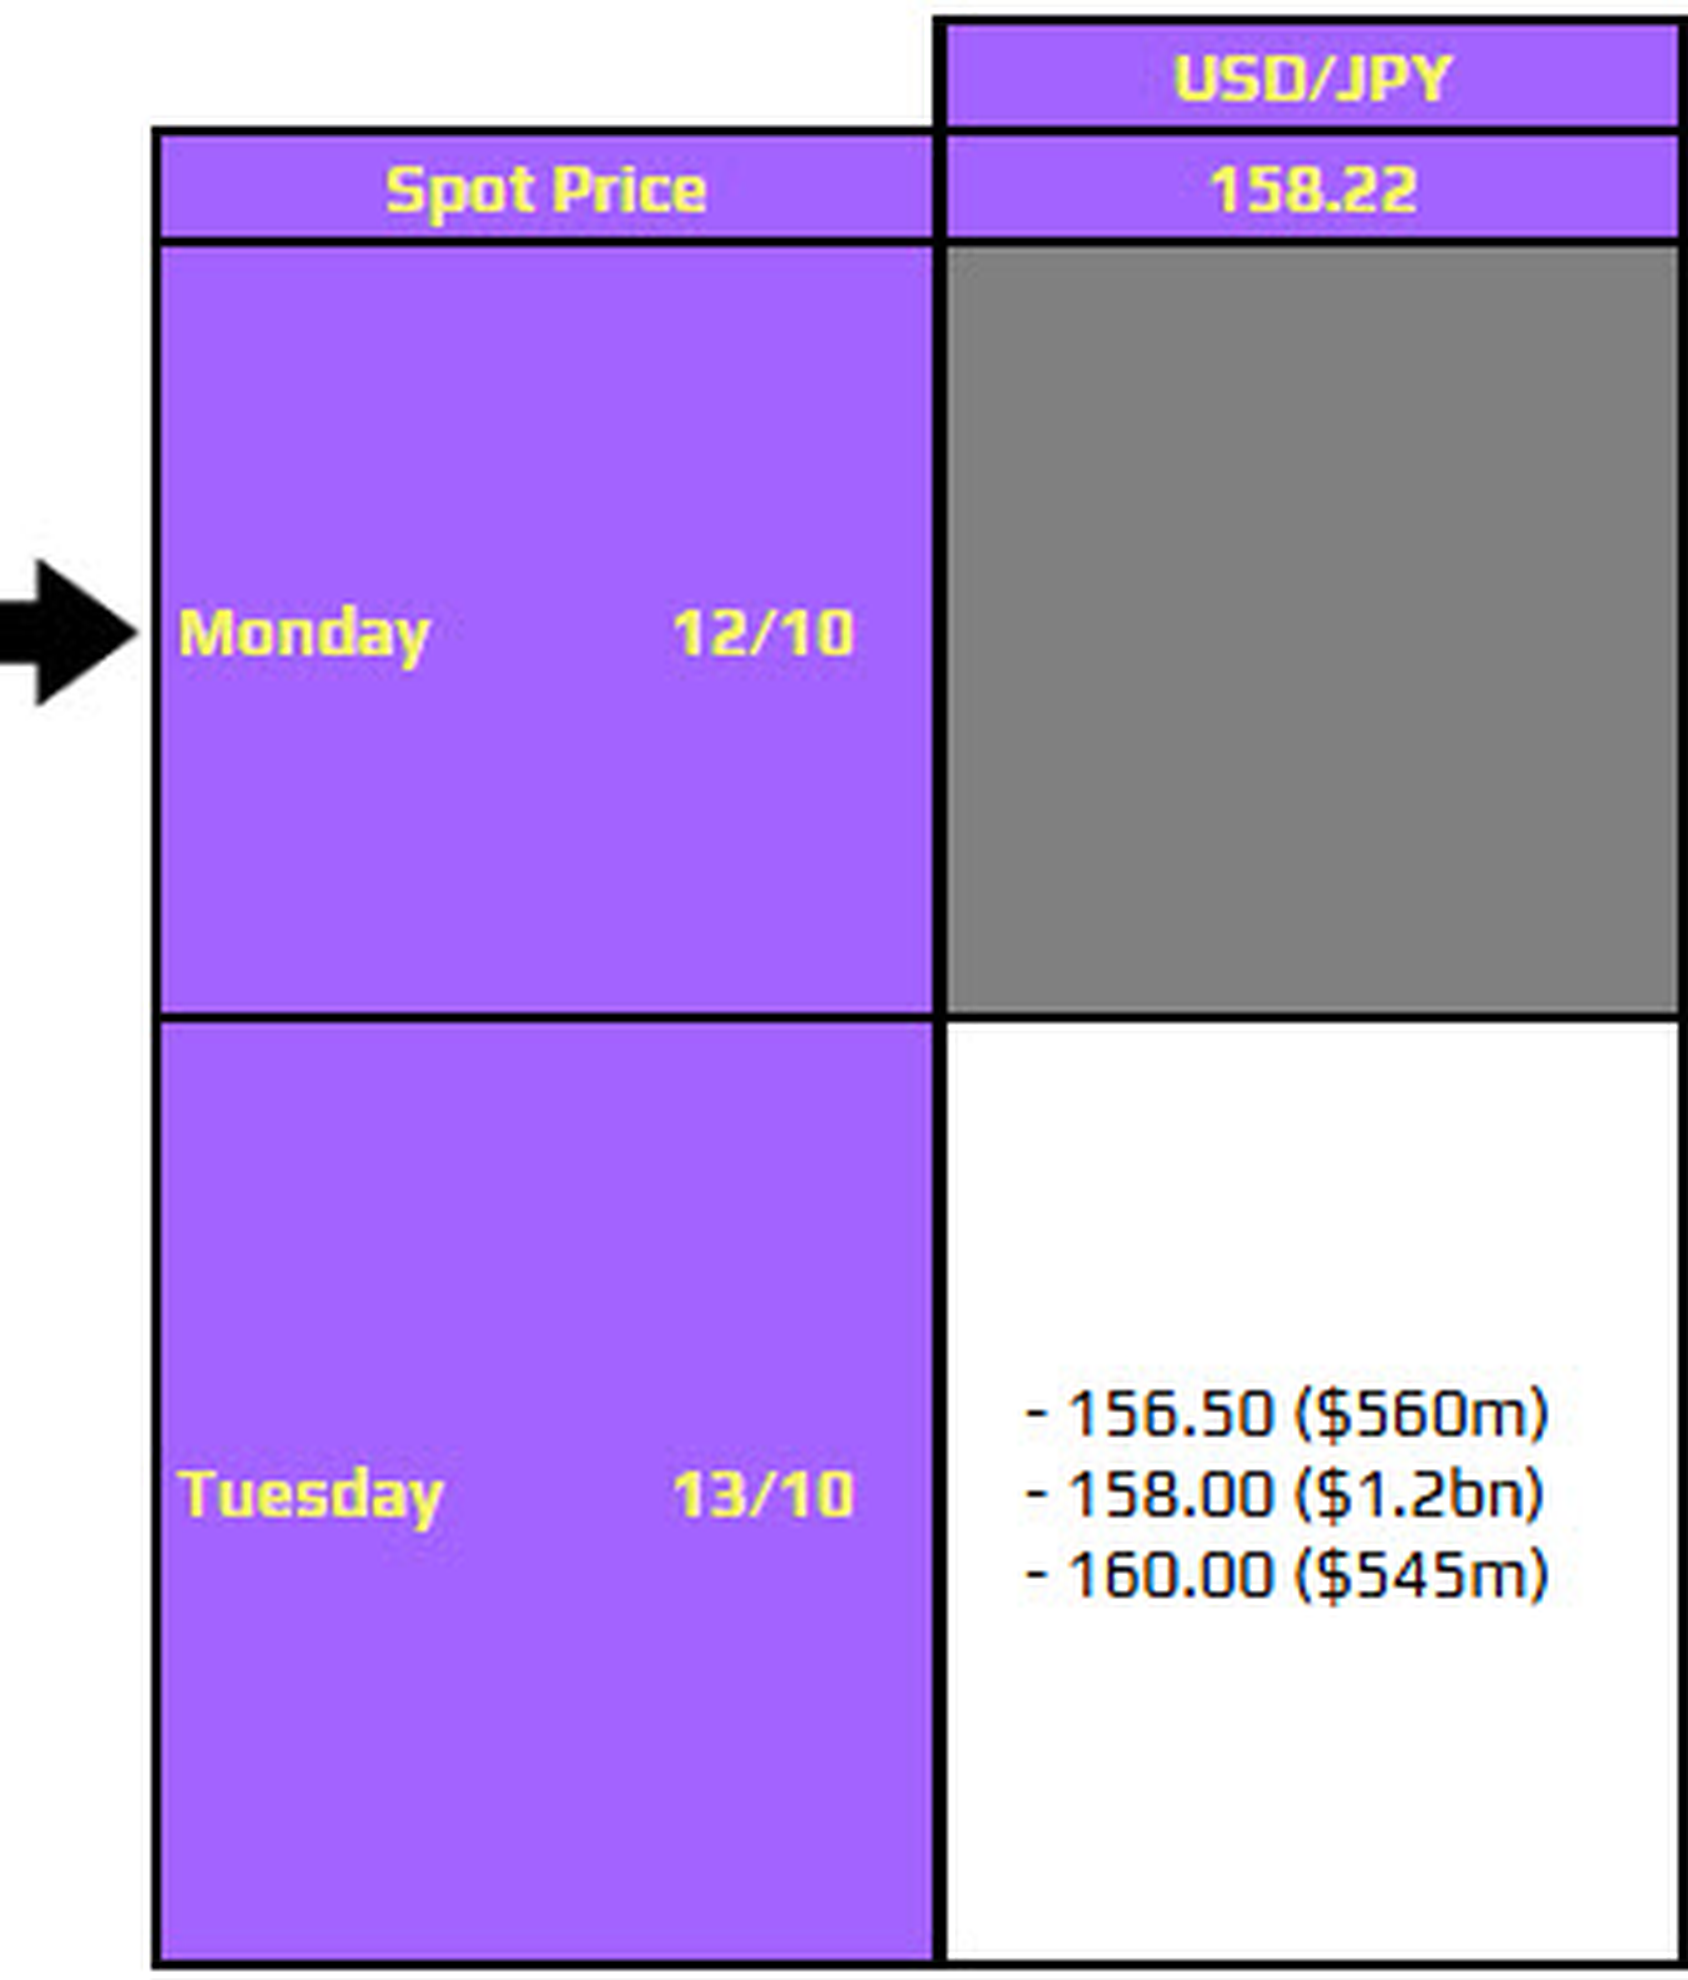 USD/JPY
Spot Price 158.22
Monday 12/10
Tuesday 13/10
- 156.50 ($560m)
- 158.00 ($1.2bn)
- 160.00 ($545m)